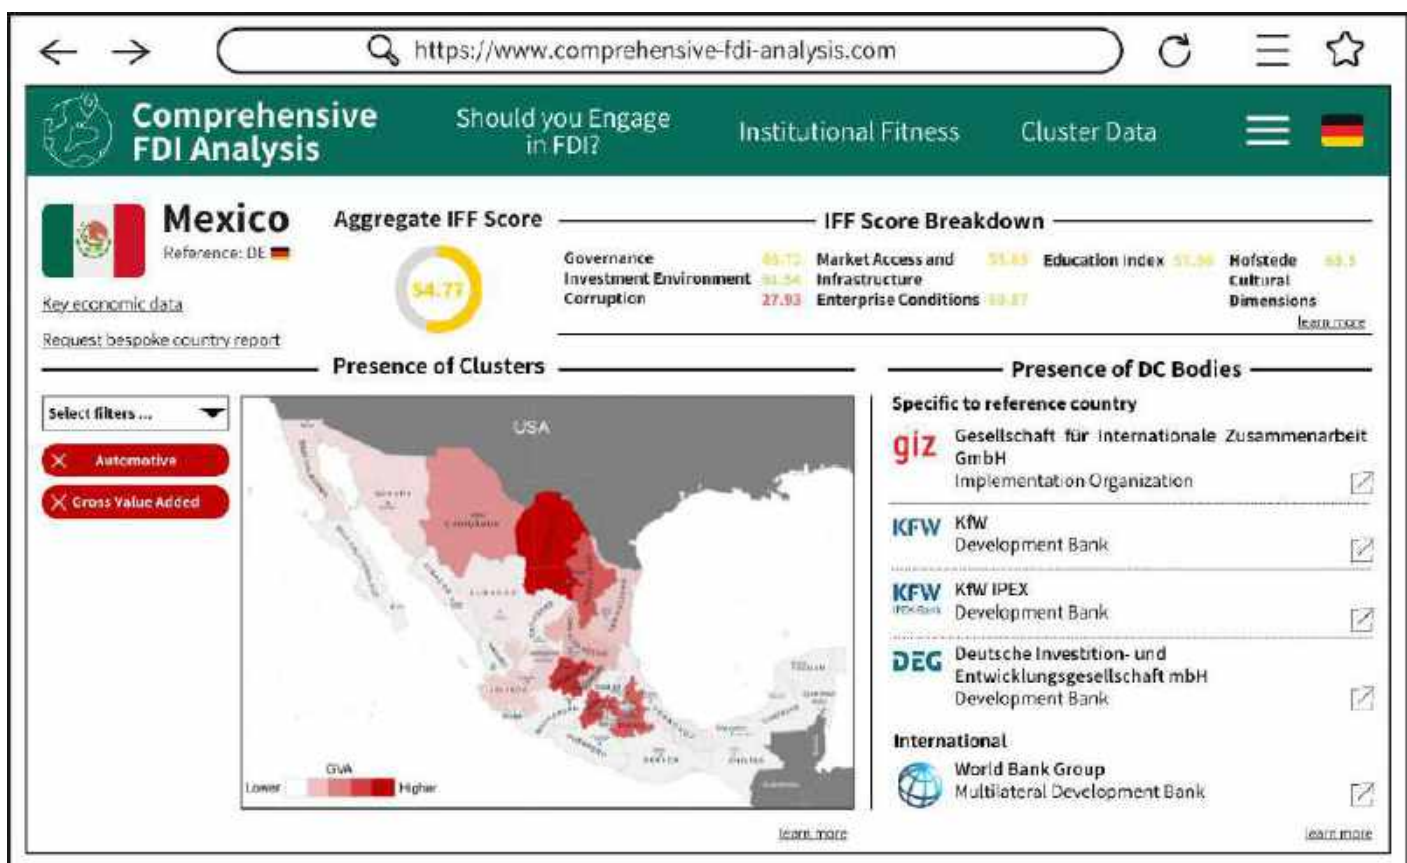 https://www.comprehensive-fdi-analysis.com
Comprehensive
FDI Analysis
Should you Engage
in FDI?
Institutional Fitness
Cluster Data
Mexico
Reference: DE
Key economic data
Request bespoke country report
Aggregate IFF Score
54.77
IFF Score Breakdown
Governance
Investment Environment
Corruption 27.93
Market Access and
Infrastructure
Enterprise Conditions
Education Index
Hofstede
Cultural
Dimensions
learn more
Presence of Clusters
Select filters ...
Automotive
Gross Value Added
USA
GVA
Lower
Higher
learn more
Presence of DC Bodies
Specific to reference country
giz
Gesellschaft für Internationale Zusammenarbeit
GmbH
Implementation Organization
KFW
KfW
Development Bank
KFW
IPEX-Bank
KfW IPEX
Development Bank
DEG
Deutsche Investition- und
Entwicklungsgesellschaft mbH
Development Bank
International
World Bank Group
Multilateral Development Bank
learn more